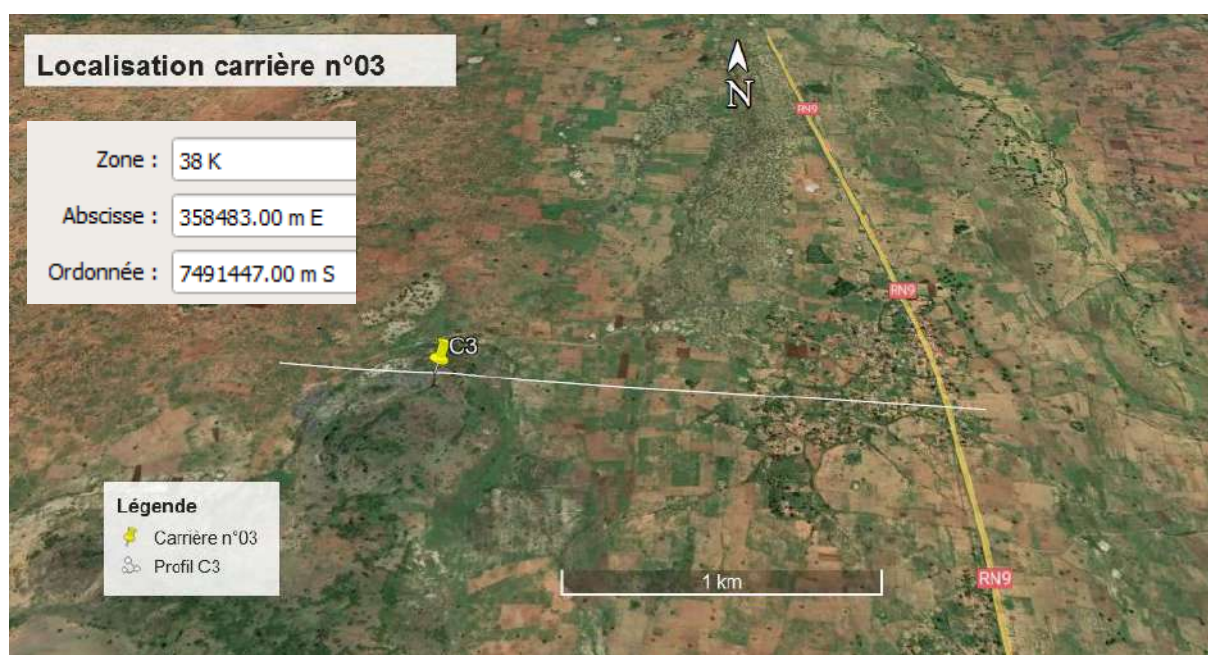 Localisation carrière n°03
N
Zone : 38 K
Abscisse : 358483.00 m E
Ordonnée : 7491447.00 m S
RN9
RN9
C3
Légende
Carrière n°03
Profil C3
1 km
RN9